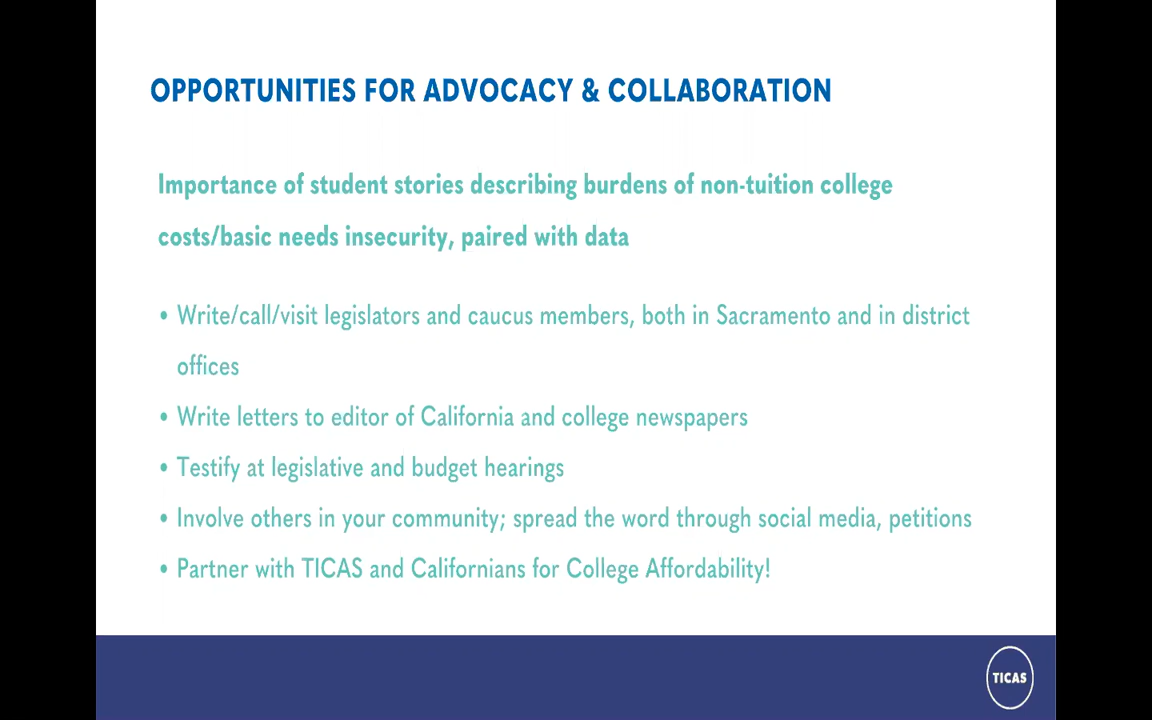 OPPORTUNITIES FOR ADVOCACY & COLLABORATION
Importance of student stories describing burdens of non-tuition college
costs/basic needs insecurity, paired with data
• Write/call/visit legislators and caucus members, both in Sacramento and in district
offices
• Write letters to editor of California and college newspapers
• Testify at legislative and budget hearings
• Involve others in your community; spread the word through social media, petitions
• Partner with TICAS and Californians for College Affordability!
TICAS